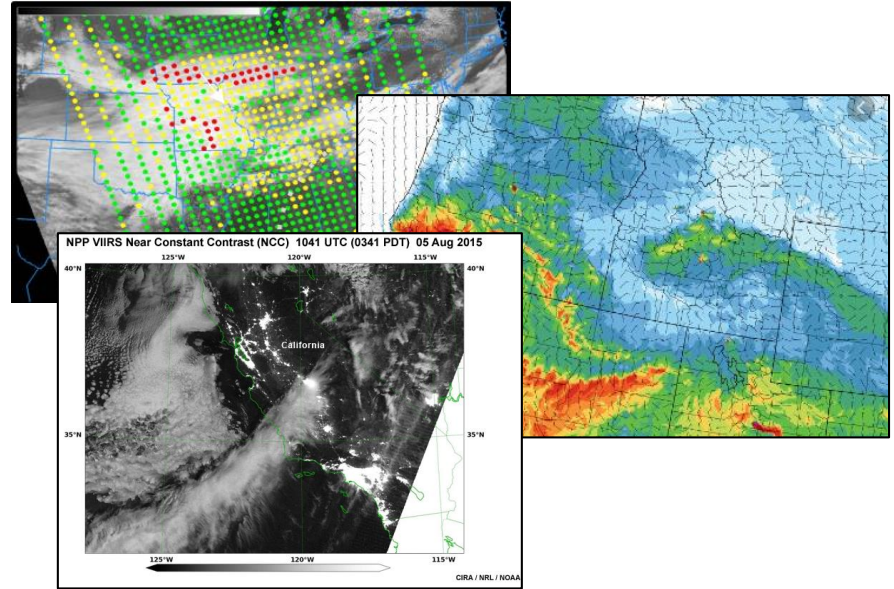 NPP VIIRS Near Constant Contrast (NCC) 1041 UTC (0341 PDT) 05 Aug 2015
125°W 120°W 115°W
40°N 40°N
California
35°N 35°N
125°W 120°W 115°W
CIRA / NRL / NOAA